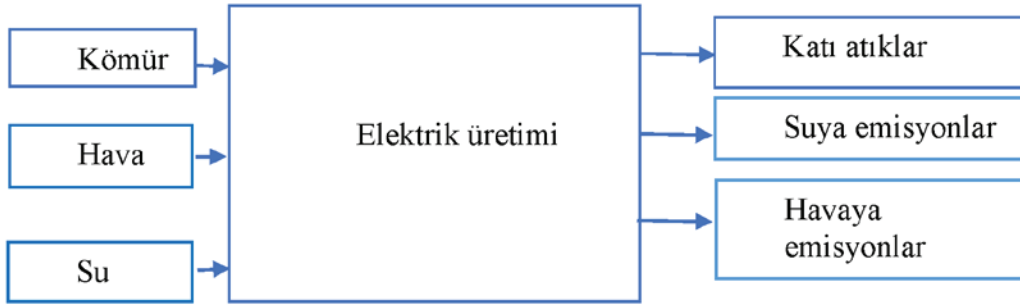 Kömür
Hava
Su
Elektrik üretimi
Katı atıklar
Suya emisyonlar
Havaya
emisyonlar